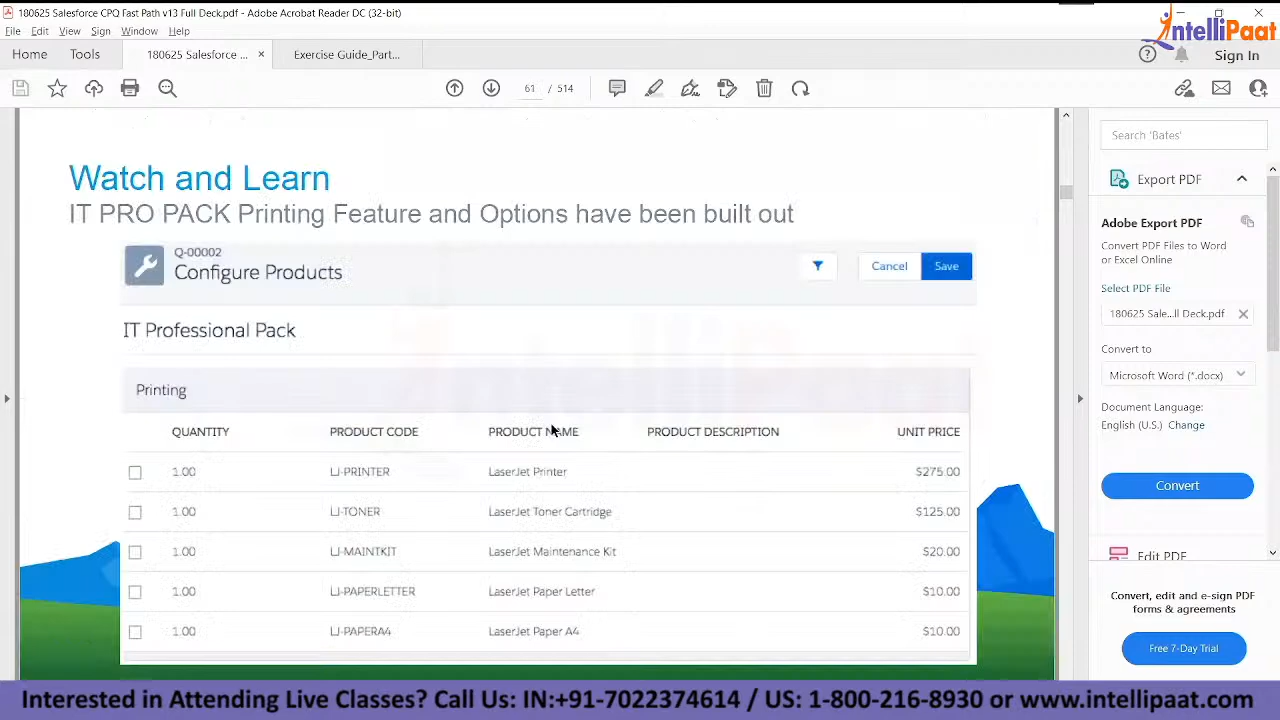 180625 Salesforce CPQ Fast Path v13 Full Deck.pdf - Adobe Acrobat Reader DC (32-bit)
File Edit View Sign Window Help
IntelliPaat
Home Tools 180625 Salesforce ... × Exercise Guide_Part... Sign In
61 / 514
Watch and Learn
IT PRO PACK Printing Feature and Options have been built out
Q-00002
Configure Products
Cancel Save
IT Professional Pack
Printing
QUANTITY PRODUCT CODE PRODUCT NAME PRODUCT DESCRIPTION UNIT PRICE
1.00 LJ-PRINTER LaserJet Printer $275.00
1.00 LJ-TONER LaserJet Toner Cartridge $125.00
1.00 LJ-MAINTKIT LaserJet Maintenance Kit $20.00
1.00 LJ-PAPERLETTER LaserJet Paper Letter $10.00
1.00 LJ-PAPERA4 LaserJet Paper A4 $10.00
Search 'Bates'
Export PDF
Adobe Export PDF
Convert PDF Files to Word
or Excel Online
Select PDF File
180625 Sale...ll Deck.pdf
Convert to
Microsoft Word (*.docx)
Document Language:
English (U.S.) Change
Convert
Edit PDF
Convert, edit and e-sign PDF
forms & agreements
Free 7-Day Trial
Interested in Attending Live Classes? Call Us: IN:+91-7022374614 / US: 1-800-216-8930 or www.intellipaat.com